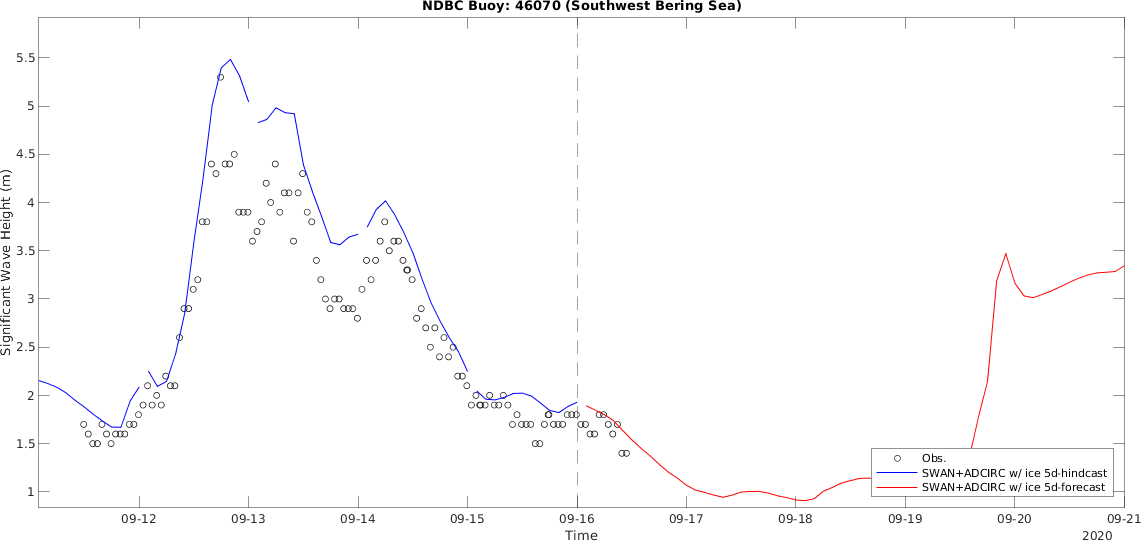 NDBC Buoy: 46070 (Southwest Bering Sea)
Significant Wave Height (m)
5.5
5
4.5
4
3.5
3
2.5
2
1.5
1
Obs.
SWAN+ADCIRC w/ ice 5d-hindcast
SWAN+ADCIRC w/ ice 5d-forecast
09-12 09-13 09-14 09-15 09-16 09-17 09-18 09-19 09-20 09-21
Time
2020